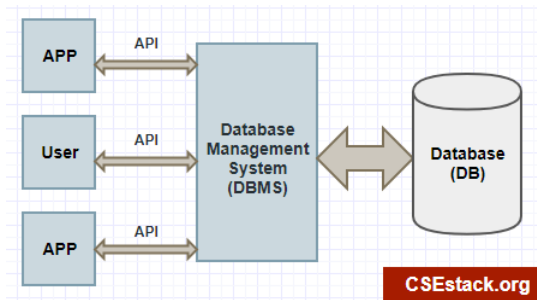 APP
API
User
API
APP
API
Database
Management
System
(DBMS)
Database
(DB)
CSEstack.org